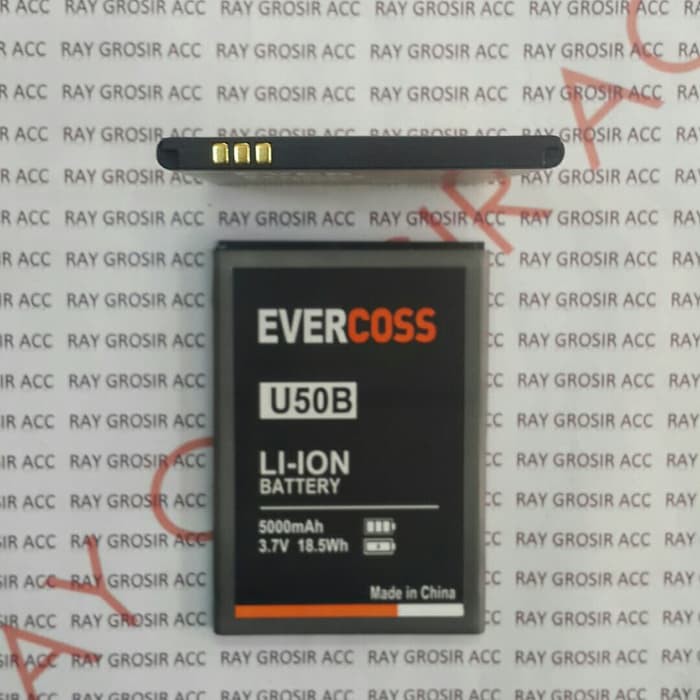 RAY GROSIR ACC
EVERCOSS
U50B
LI-ION
BATTERY
5000mAh
3.7V 18.5Wh
Made in China